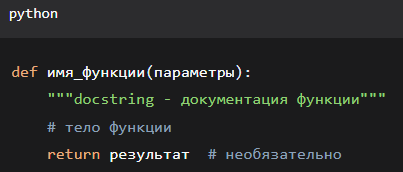 python
def имя_функции(параметры):
"""docstring - документация функции"""
# тело функции
return результат # необязательно